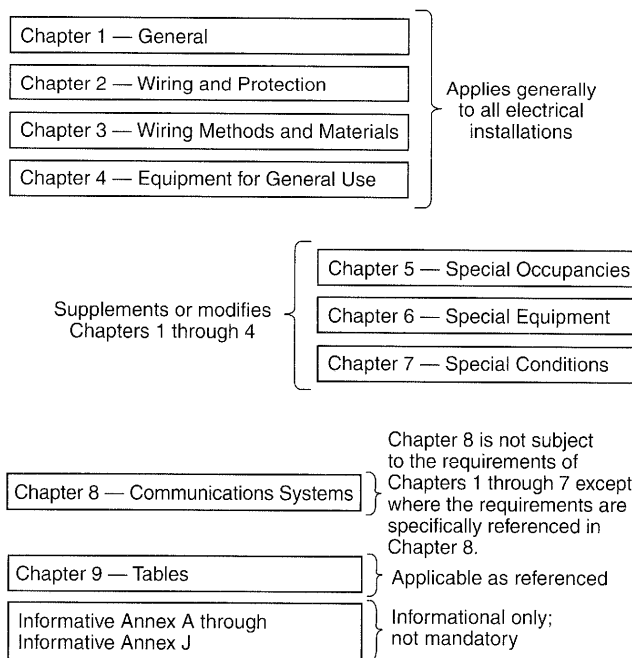 Chapter 1 — General
Chapter 2 — Wiring and Protection
Chapter 3 — Wiring Methods and Materials
Chapter 4 — Equipment for General Use
Applies generally
to all electrical
installations
Supplements or modifies
Chapters 1 through 4
Chapter 5 — Special Occupancies
Chapter 6 — Special Equipment
Chapter 7 — Special Conditions
Chapter 8 — Communications Systems
Chapter 8 is not subject
to the requirements of
Chapters 1 through 7 except
where the requirements are
specifically referenced in
Chapter 8.
Chapter 9 — Tables
Applicable as referenced
Informative Annex A through
Informative Annex J
Informational only;
not mandatory